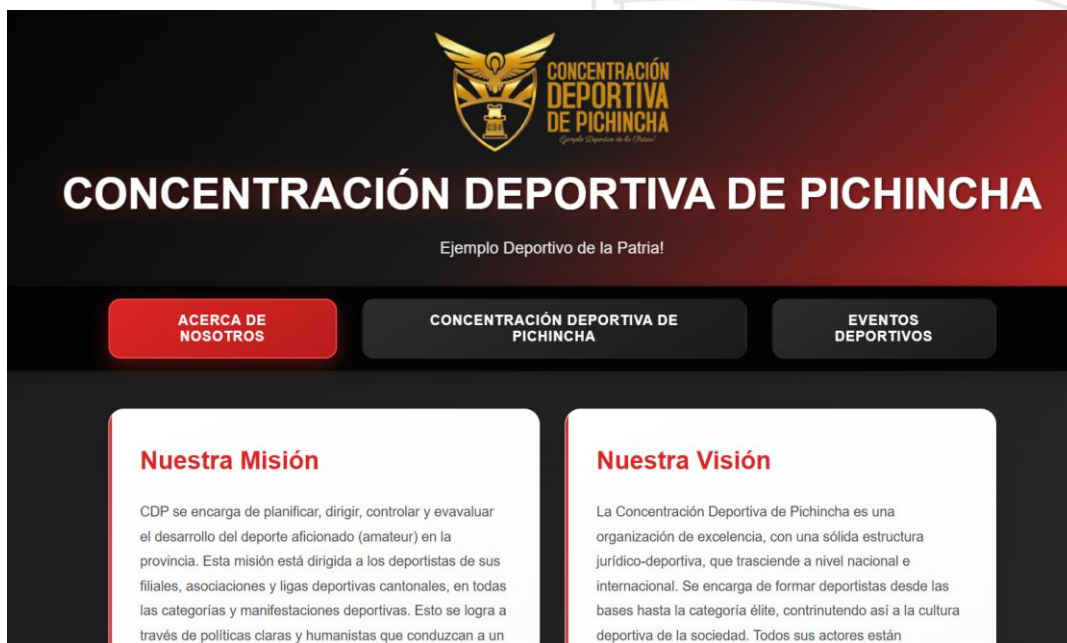 CONCENTRACIÓN
DEPORTIVA
DE PICHINCHA
Ejemplo Deportivo de la Patria!
CDP
CONCENTRACIÓN DEPORTIVA DE PICHINCHA
Ejemplo Deportivo de la Patria!
ACERCA DE
NOSOTROS
CONCENTRACIÓN DEPORTIVA DE
PICHINCHA
EVENTOS
DEPORTIVOS
Nuestra Misión
CDP se encarga de planificar, dirigir, controlar y evavaluar
el desarrollo del deporte aficionado (amateur) en la
provincia. Esta misión está dirigida a los deportistas de sus
filiales, asociaciones y ligas deportivas cantonales, en todas
las categorías y manifestaciones deportivas. Esto se logra a
través de políticas claras y humanistas que conduzcan a un
Nuestra Visión
La Concentración Deportiva de Pichincha es una
organización de excelencia, con una sólida estructura
jurídico-deportiva, que trasciende a nivel nacional e
internacional. Se encarga de formar deportistas desde las
bases hasta la categoría élite, contrinutendo así a la cultura
deportiva de la sociedad. Todos sus actores están